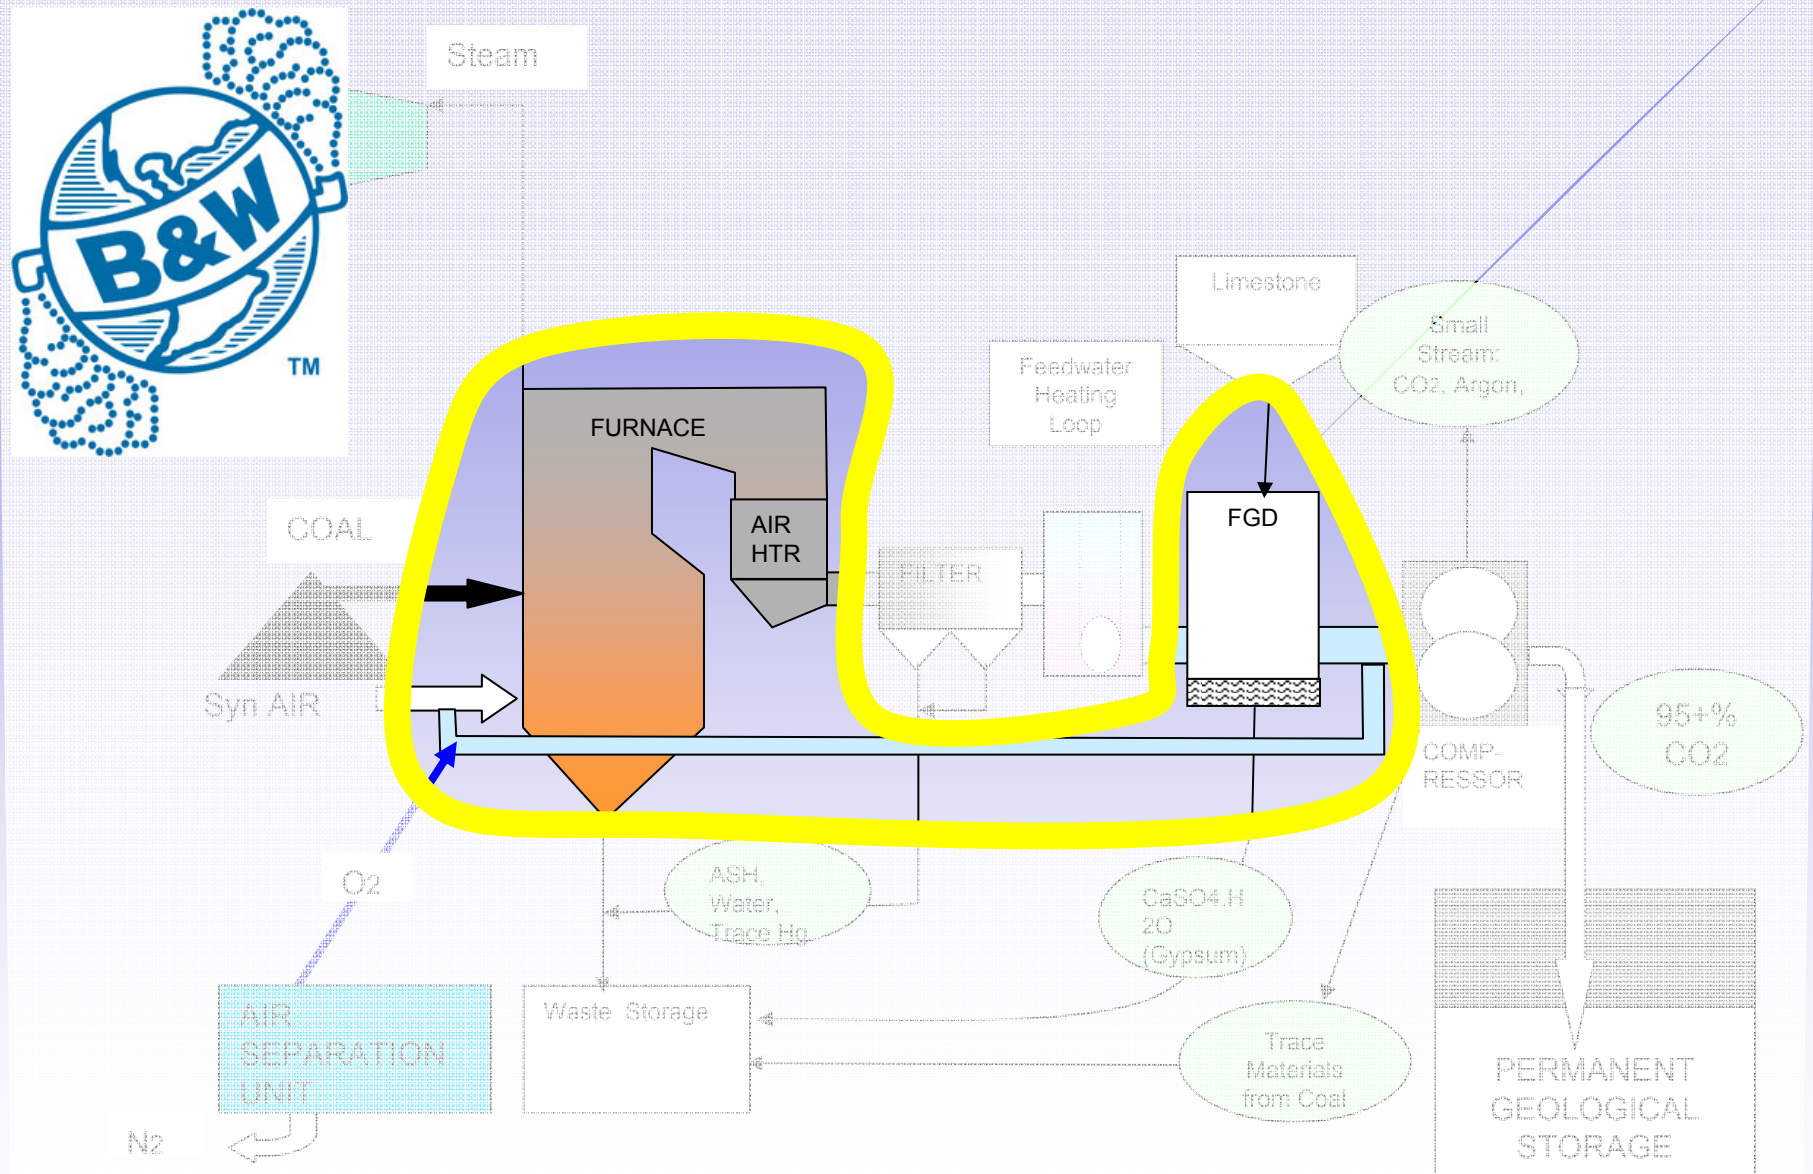 Steam
B&W
TM
Limestone
Small
Stream:
CO2, Argon,
Feedwater
Heating
Loop
FURNACE
COAL
AIR
HTR
FGD
FILTER
Syn AIR
95+%
CO2
COMP-
RESSOR
O2
ASH,
Water,
Trace Hg
CaSO4.H
2O
(Gypsum)
AIR
SEPARATION
UNIT
Waste Storage
Trace
Materials
from Coal
PERMANENT
GEOLOGICAL
STORAGE
N2